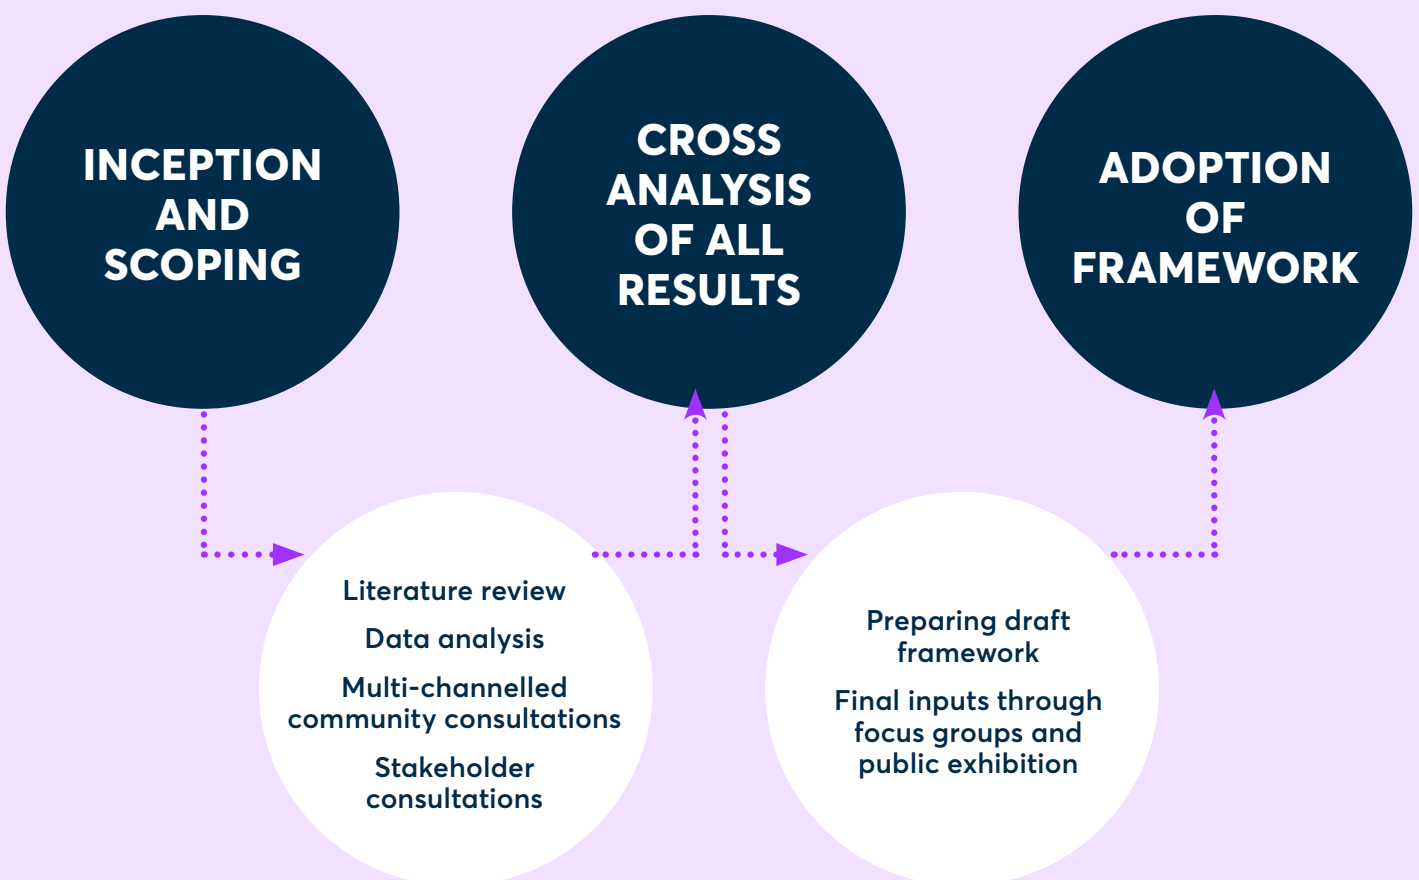 INCEPTION
AND
SCOPING
CROSS
ANALYSIS
OF ALL
RESULTS
ADOPTION
OF
FRAMEWORK
Literature review
Data analysis
Multi-channelled
community consultations
Stakeholder
consultations
Preparing draft
framework
Final inputs through
focus groups and
public exhibition